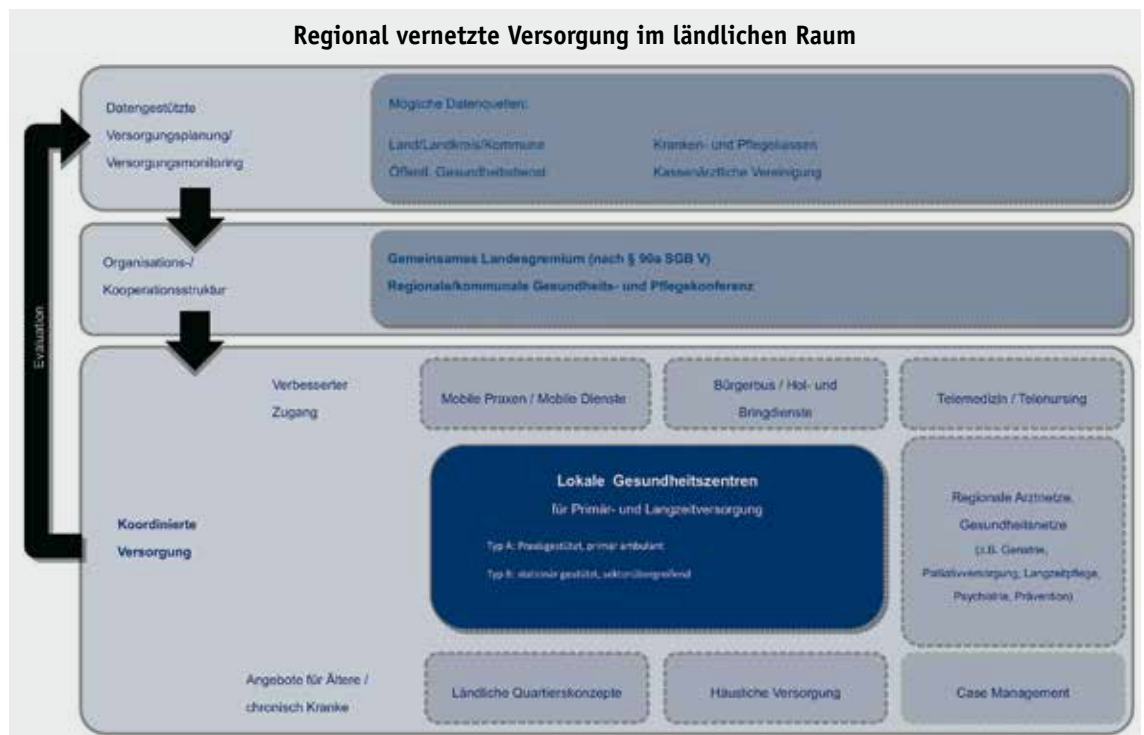 Regional vernetzte Versorgung im ländlichen Raum
Datengestützte
Versorgungsplanung/
Versorgungsmonitoring
Mögliche Datenquellen:
Land/Landkreis/Kommune
Kranken- und Pflegekassen
Öffentl. Gesundheitsdienst
Kassenärztliche Vereinigung
Organisations-/
Kooperationsstruktur
Gemeinsames Landesgremium (nach § 90a SGB V)
Regionale/kommunale Gesundheits- und Pflegekonferenz
Evaluation
Koordinierte
Versorgung
Verbesserter
Zugang
Mobile Praxen / Mobile Dienste
Bürgerbus / Hol- und
Bringdienste
Telemedizin / Telenursing
Lokale Gesundheitszentren
für Primär- und Langzeitversorgung
Typ A: Praxisgestützt, primär ambulant
Typ B: stationär gestützt, sektorübergreifend
Regionale Arztnetze,
Gesundheitsnetze
(z.B. Geriatrie,
Palliativversorgung, Langzeitpflege,
Psychiatrie, Prävention)
Angebote für Ältere /
chronisch Kranke
Ländliche Quartierskonzepte
Häusliche Versorgung
Case Management